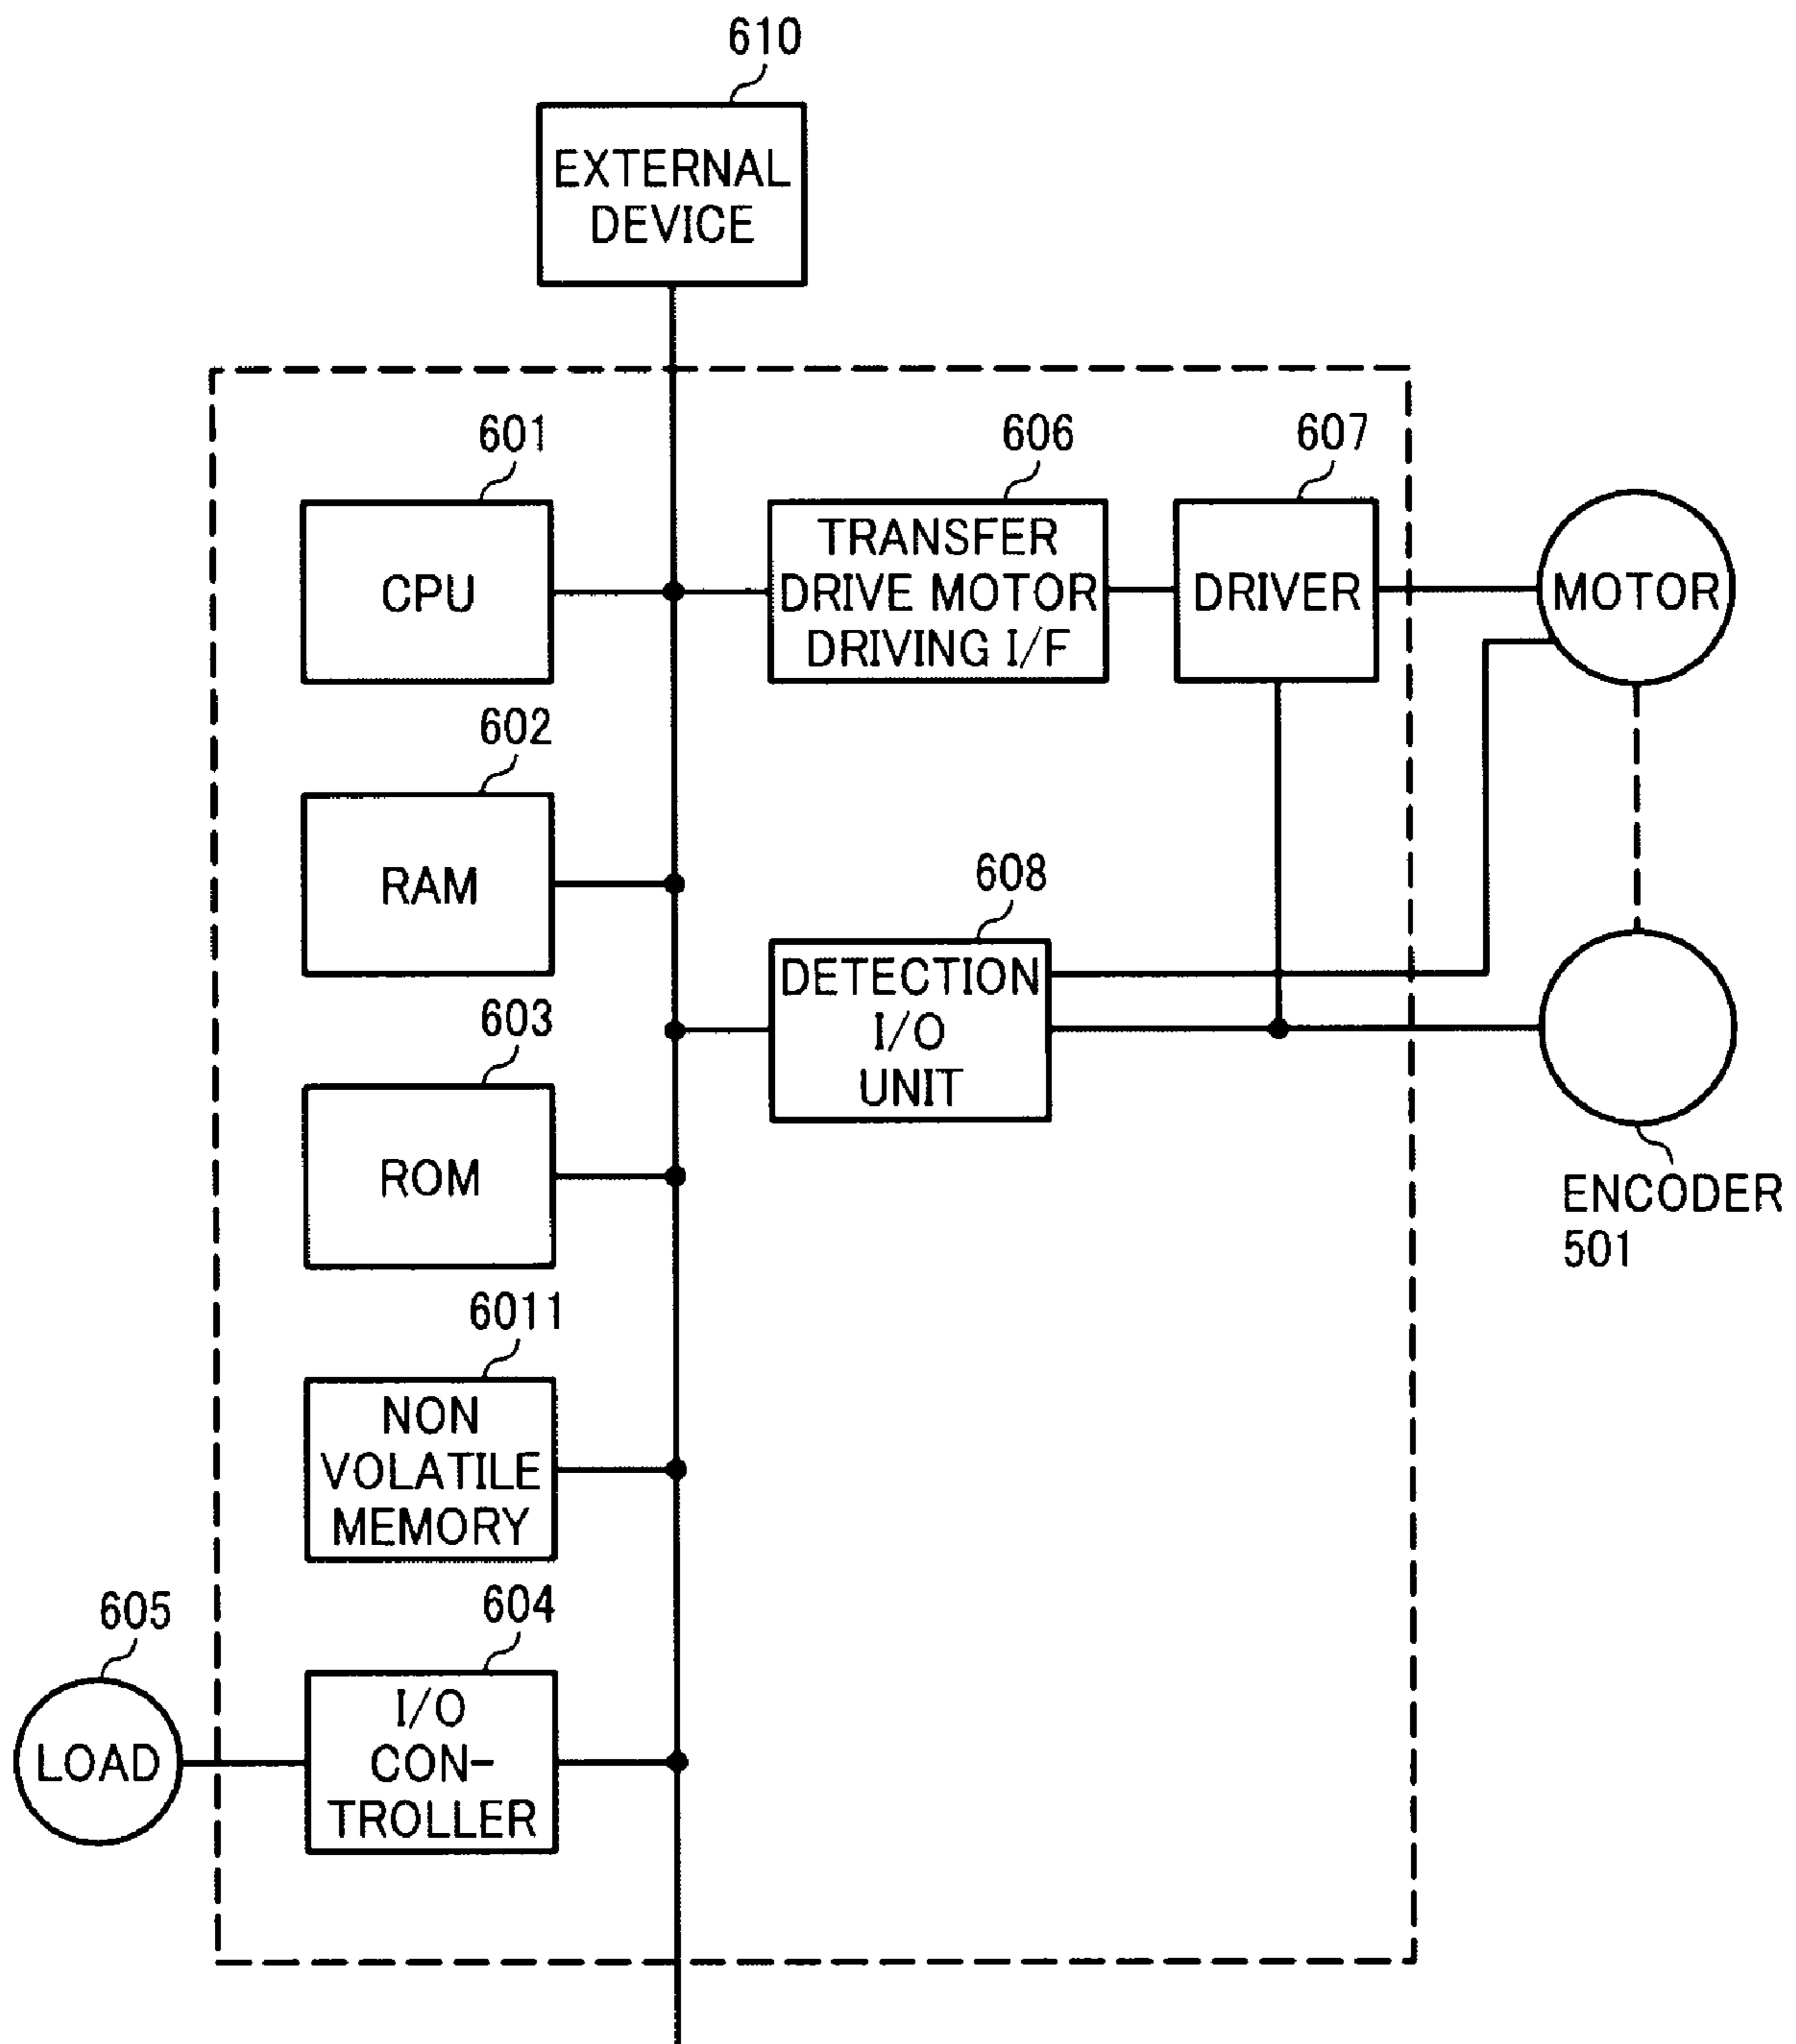 610
EXTERNAL
DEVICE
601
CPU
606
TRANSFER
DRIVE MOTOR
DRIVING I/F
607
DRIVER
MOTOR
602
RAM
608
DETECTION
I/O
UNIT
603
ROM
ENCODER
501
6011
NON
VOLATILE
MEMORY
605
LOAD
604
I/O
CON-
TROLLER